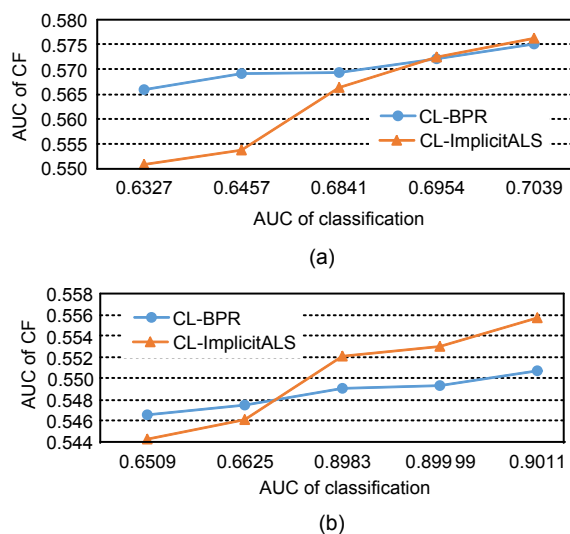 AUC of CF
0.580
0.575
0.570
0.565
0.560
0.555
0.550
CL-BPR
CL-ImplicitALS
0.6327 0.6457 0.6841 0.6954 0.7039
AUC of classification
(a)
AUC of CF
0.558
0.556
0.554
0.552
0.550
0.548
0.546
0.544
CL-BPR
CL-ImplicitALS
0.6509 0.6625 0.8983 0.899 99 0.9011
AUC of classification
(b)